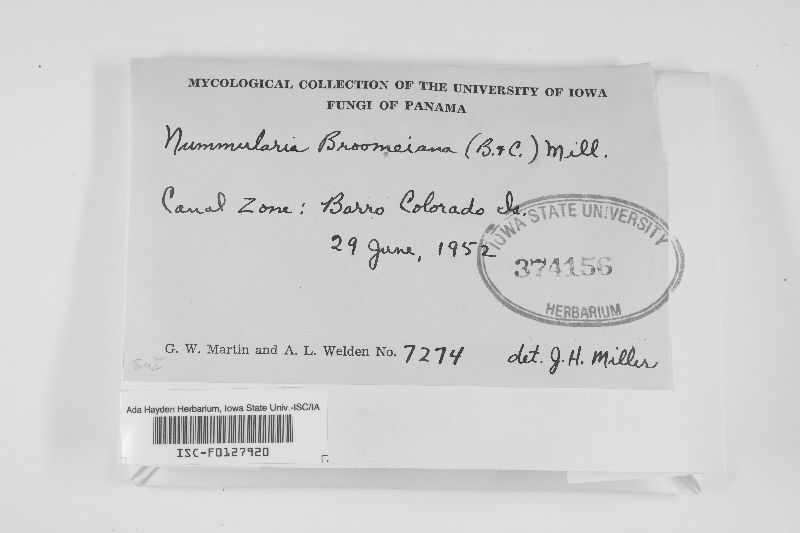 MYCOLOGICAL COLLECTION OF THE UNIVERSITY OF IOWA
FUNGI OF PANAMA
Nummularia Broomeiana (B.&C.) Mill.
Canal Zone: Barro Colorado Is.
29 June, 1952
IOWA STATE UNIVERSITY
374156
HERBARIUM
G. W. Martin and A. L. Welden No. 7274 det. J.H. Miller
Ada Hayden Herbarium, Iowa State Univ.-ISC/IA
ISC-F0127920